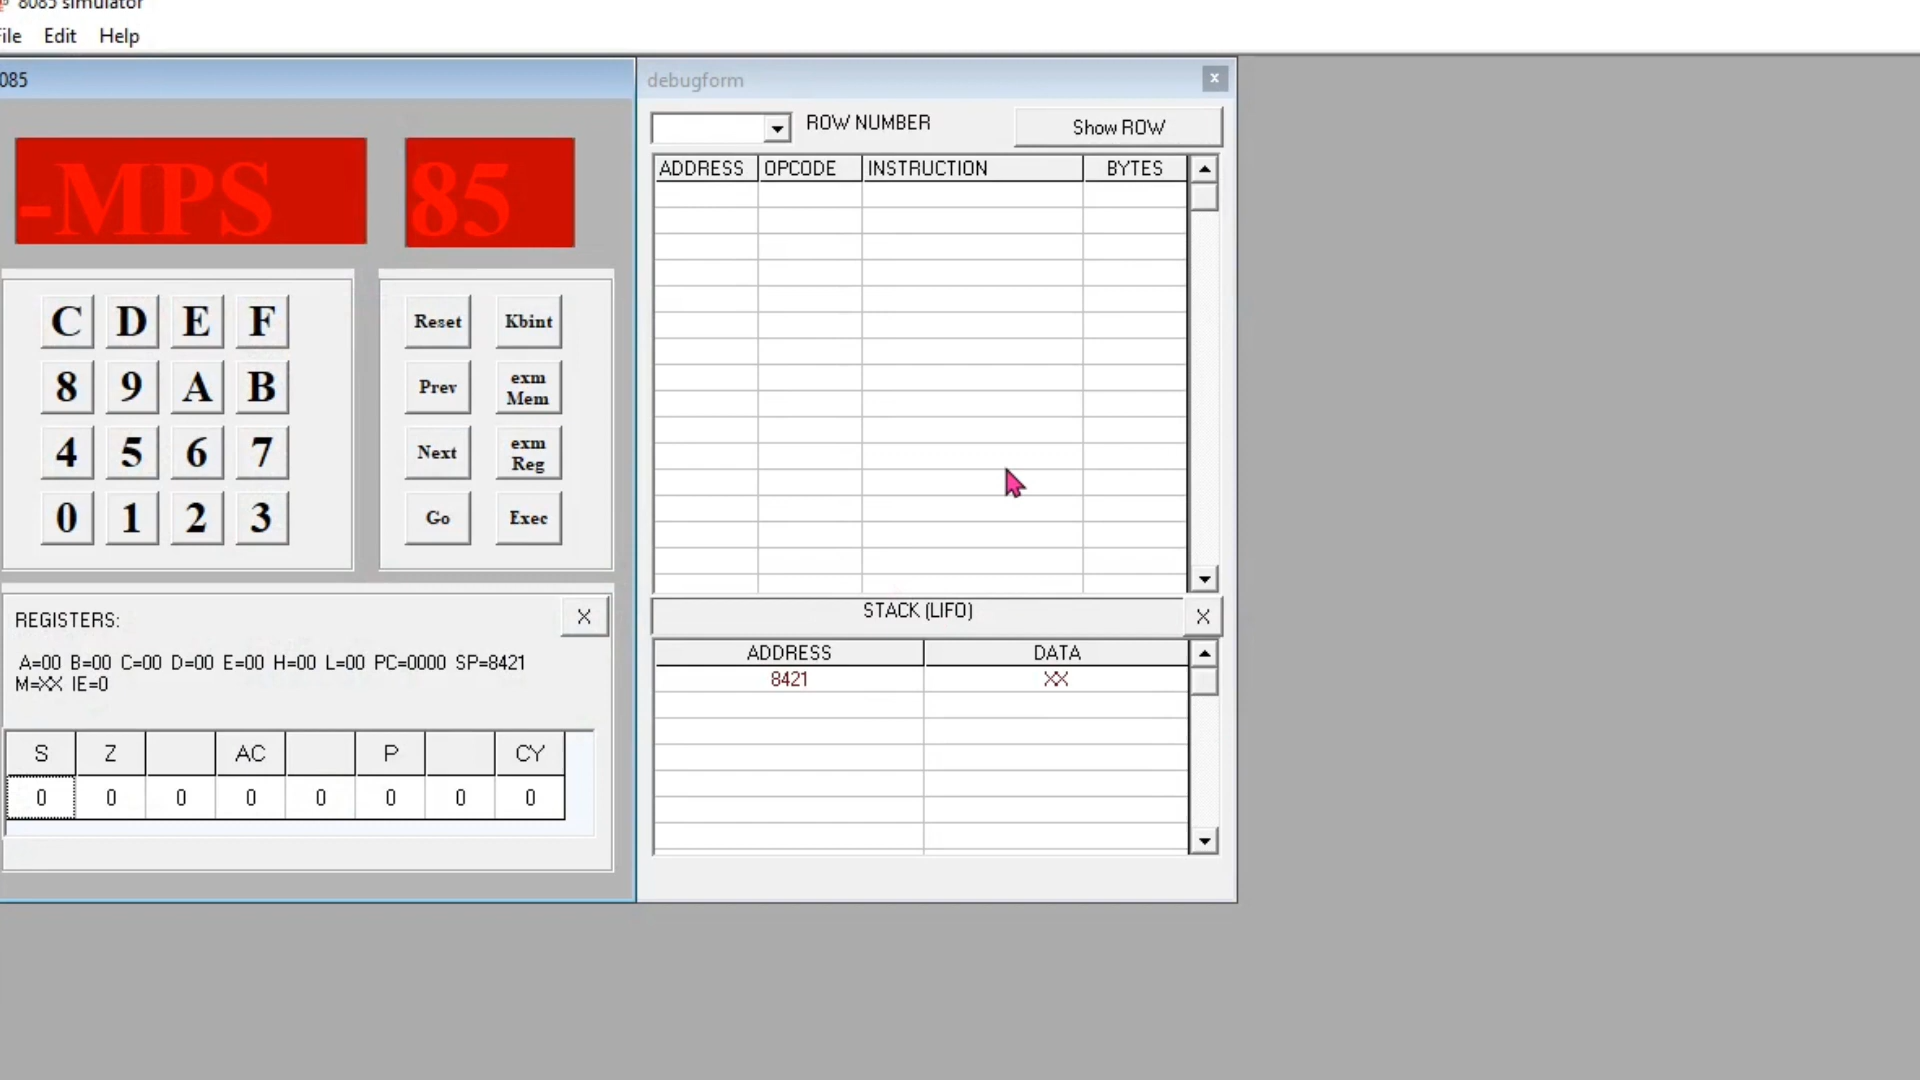 8085 simulator
File Edit Help
085
debugform x
-MPS 85
ROW NUMBER Show ROW
ADDRESS OPCODE INSTRUCTION BYTES
C D E F
8 9 A B
4 5 6 7
0 1 2 3
Reset Kbint
Prev exm Mem
Next exm Reg
Go Exec
REGISTERS: X
A=00 B=00 C=00 D=00 E=00 H=00 L=00 PC=0000 SP=8421
M=XX IE=0
S Z AC P CY
0 0 0 0 0 0 0 0
STACK (LIFO) X
ADDRESS DATA
8421 XX